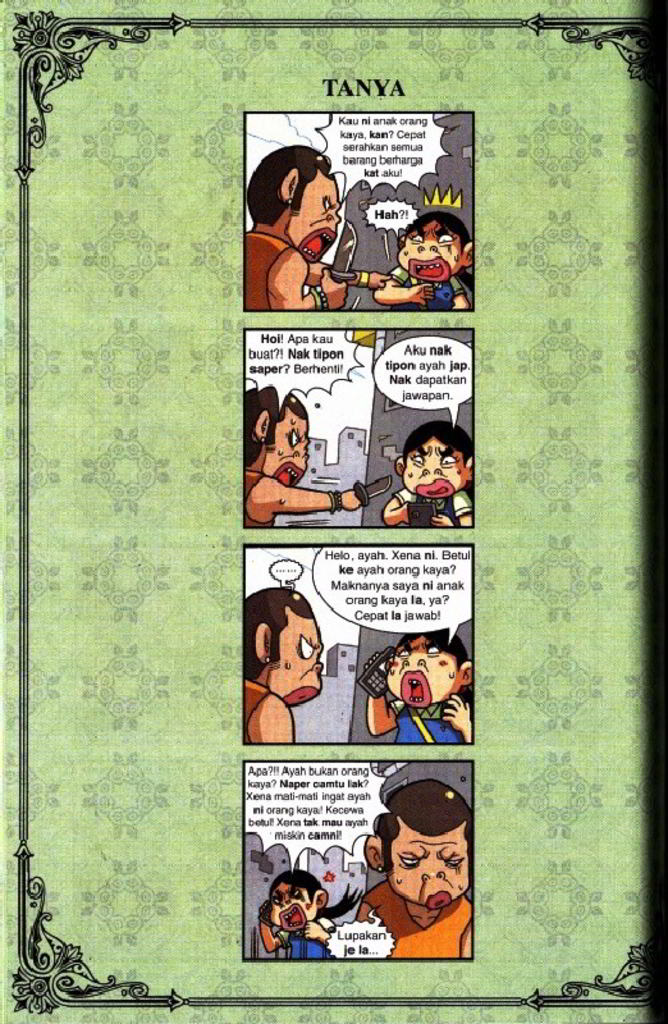 TANYA
Kau ni anak orang
kaya, kan? Cepat
serahkan semua
barang berharga
kat aku!
Hah?!
Hoi! Apa kau
buat?! Nak tipon
saper? Berhenti!
Aku nak
tipon ayah jap.
Nak dapatkan
jawapan.
......
Helo, ayah. Xena ni. Betul
ke ayah orang kaya?
Maknanya saya ni anak
orang kaya la, ya?
Cepat la jawab!
Apa?!! Ayah bukan orang
kaya? Naper camtu lak?
Xena mati-mati ingat ayah
ni orang kaya! Kecewa
betul! Xena tak mau ayah
miskin camni!
Lupakan
je la...